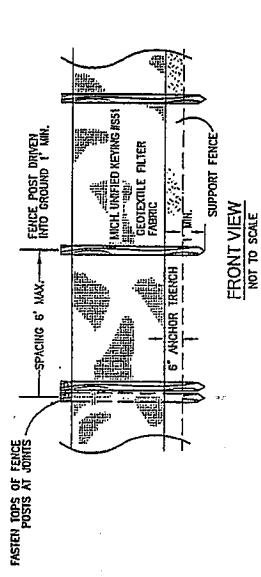 FASTEN TOPS OF FENCE
POSTS AT JOINTS
SPACING 6' MAX.
FENCE POST DRIVEN
INTO GROUND 1' MIN.
MICH. UNIFIED KEYING #S51
GEOTEXTILE FILTER
FABRIC
6" ANCHOR TRENCH
MIN.
SUPPORT FENCE
FRONT VIEW
NOT TO SCALE